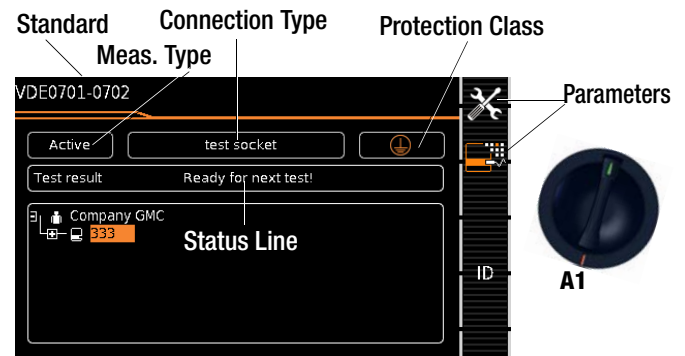 Standard
Connection Type
Protection Class
Meas. Type
VDE0701-0702
Parameters
Active
test socket
Test result Ready for next test!
Company GMC
333
Status Line
ID
A1